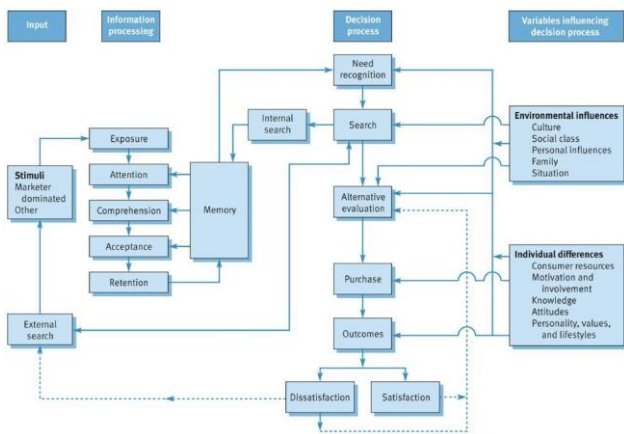 Input
Information
processing
Decision
process
Variables influencing
decision process
Need
recognition
Internal
search
Search
Environmental influences
Culture
Social class
Personal influences
Family
Situation
Exposure
Stimuli
Marketer
dominated
Other
Attention
Comprehension
Memory
Alternative
evaluation
Acceptance
Retention
Individual differences
Consumer resources
Motivation and
involvement
Knowledge
Attitudes
Personality, values,
and lifestyles
Purchase
External
search
Outcomes
Dissatisfaction
Satisfaction